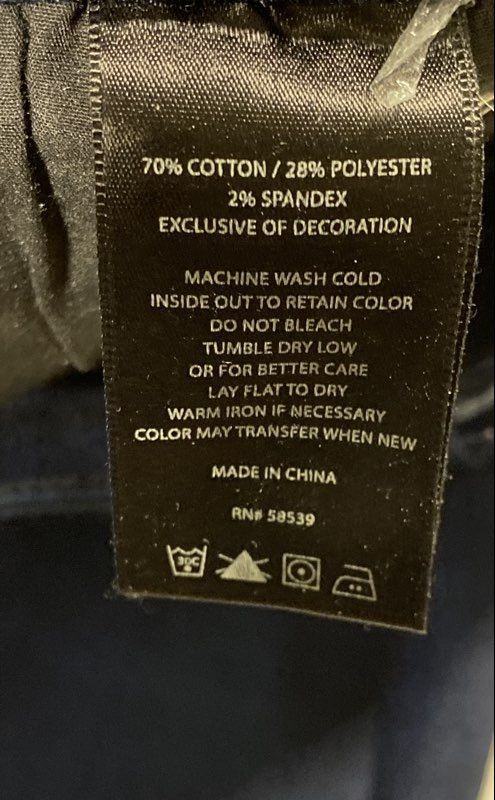 70% COTTON / 28% POLYESTER
2% SPANDEX
EXCLUSIVE OF DECORATION
MACHINE WASH COLD
INSIDE OUT TO RETAIN COLOR
DO NOT BLEACH
TUMBLE DRY LOW
OR FOR BETTER CARE
LAY FLAT TO DRY
WARM IRON IF NECESSARY
COLOR MAY TRANSFER WHEN NEW
MADE IN CHINA
RN# 58539
30C